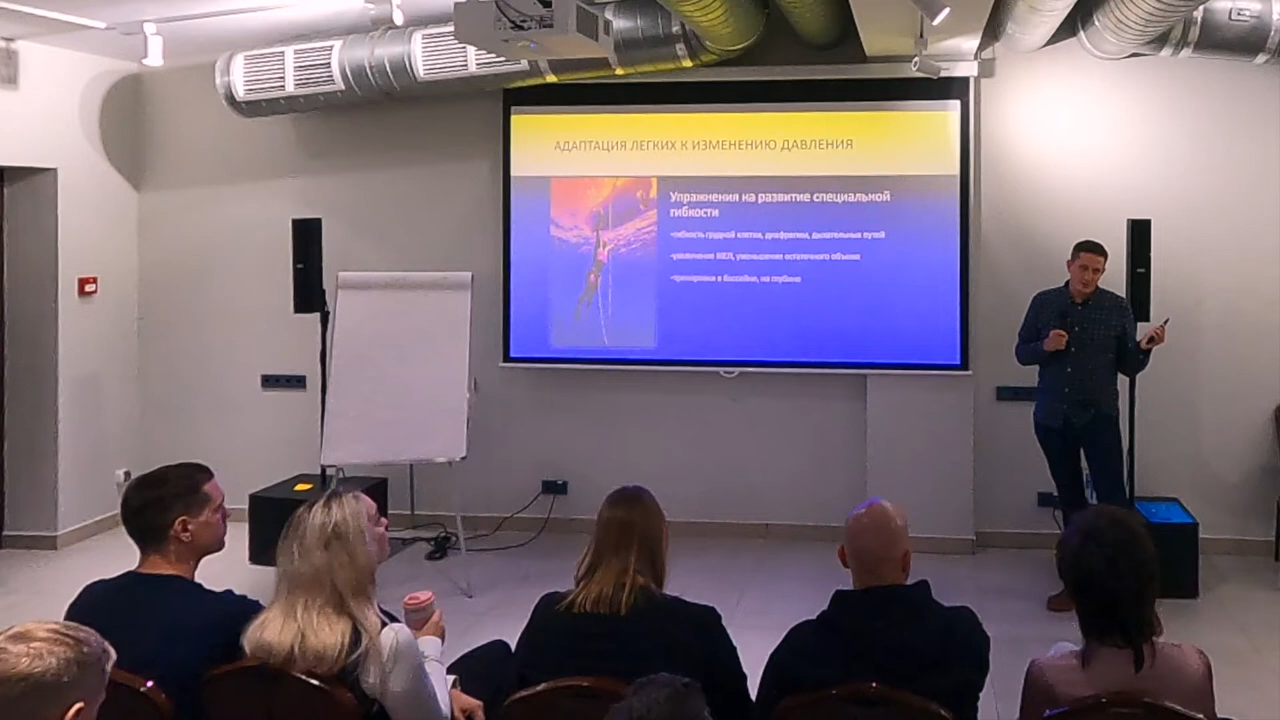 АДАПТАЦИЯ ЛЕГКИХ К ИЗМЕНЕНИЮ ДАВЛЕНИЯ
Упражнения на развитие специальной
гибкости
-гибкость грудной клетки, диафрагмы, дыхательных путей
-увеличение ЖЕЛ, уменьшение остаточного объема
-тренировки в бассейне, на глубине